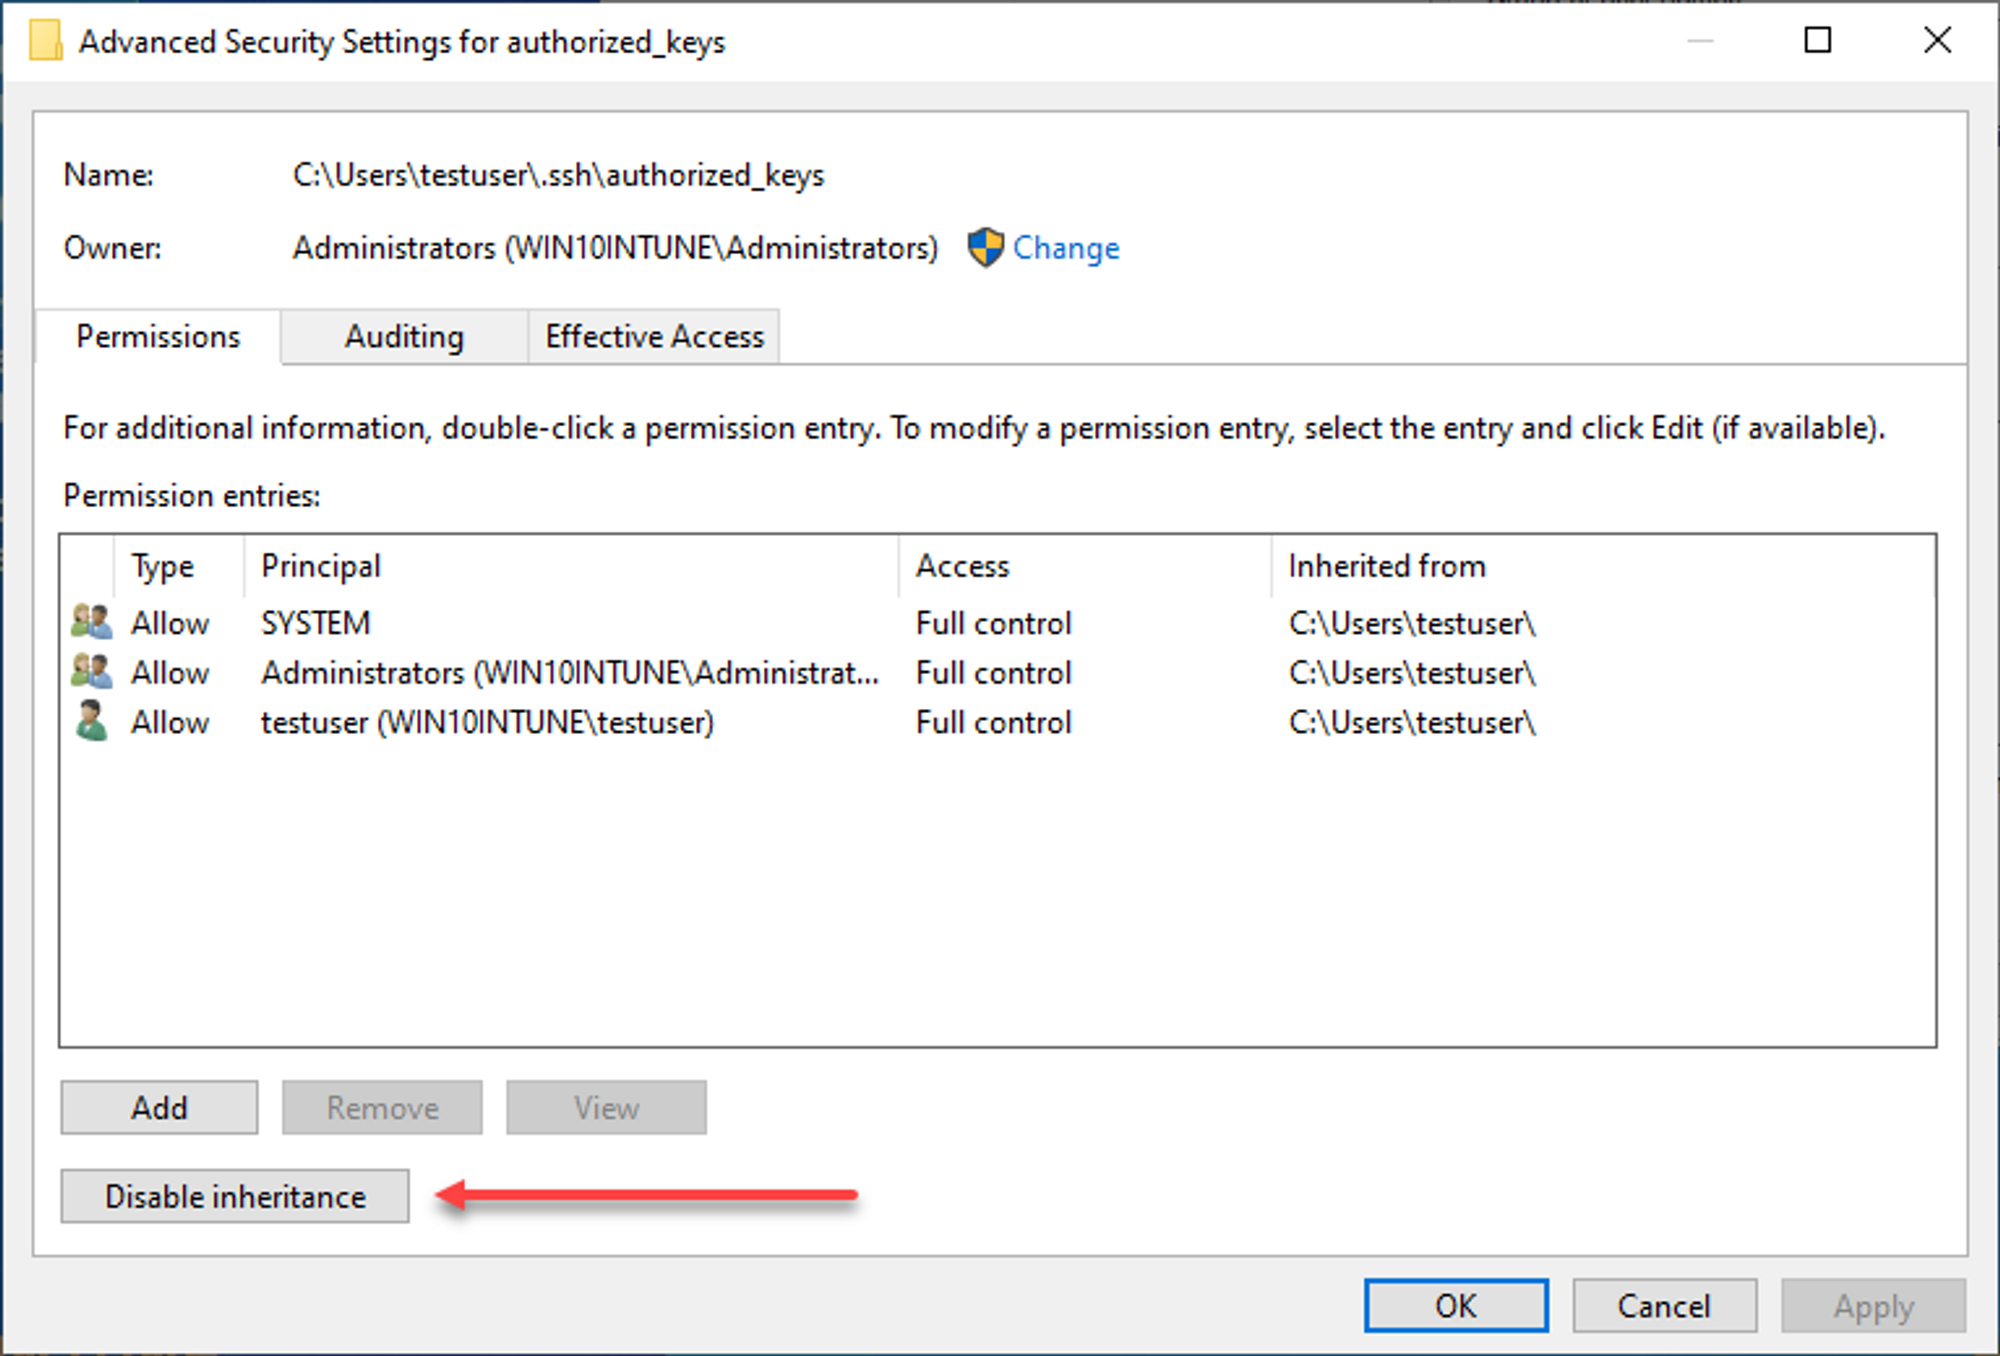 Advanced Security Settings for authorized_keys
Name: C:\Users\testuser\.ssh\authorized_keys
Owner: Administrators (WIN10INTUNE\Administrators) Change
Permissions Auditing Effective Access
For additional information, double-click a permission entry. To modify a permission entry, select the entry and click Edit (if available).
Permission entries:
Type Principal Access Inherited from
Allow SYSTEM Full control C:\Users\testuser\
Allow Administrators (WIN10INTUNE\Administrat... Full control C:\Users\testuser\
Allow testuser (WIN10INTUNE\testuser) Full control C:\Users\testuser\
Add Remove View
Disable inheritance
OK Cancel Apply